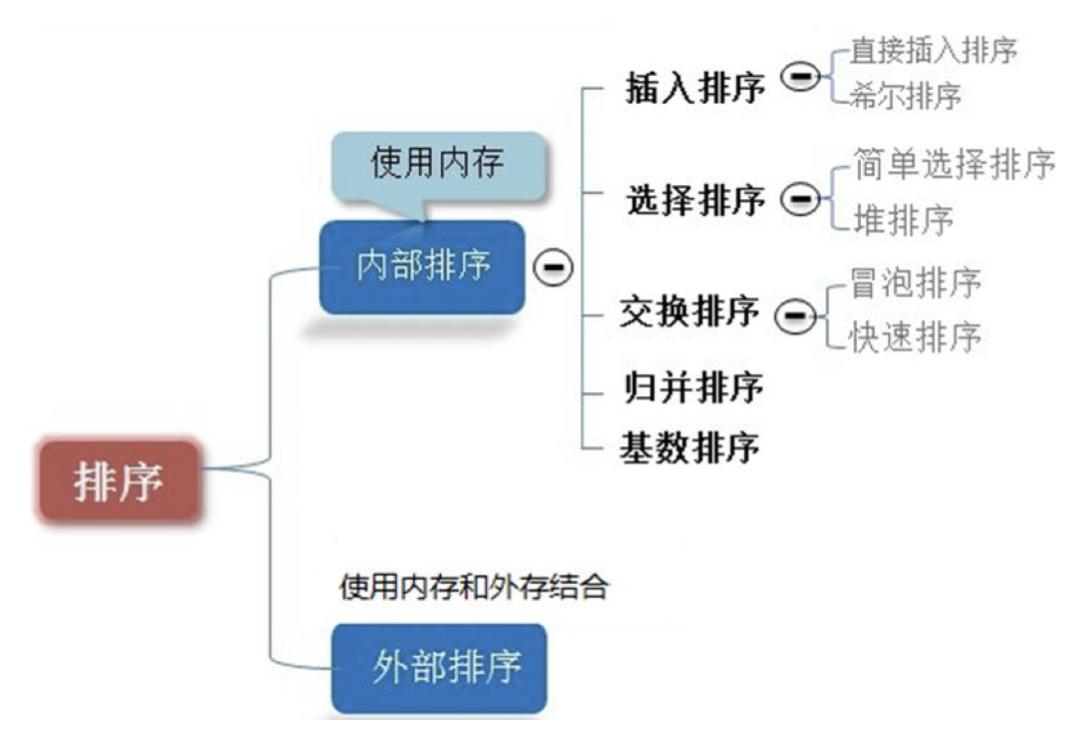 排序
使用内存
内部排序
插入排序
直接插入排序
希尔排序
选择排序
简单选择排序
堆排序
交换排序
冒泡排序
快速排序
归并排序
基数排序
使用内存和外存结合
外部排序